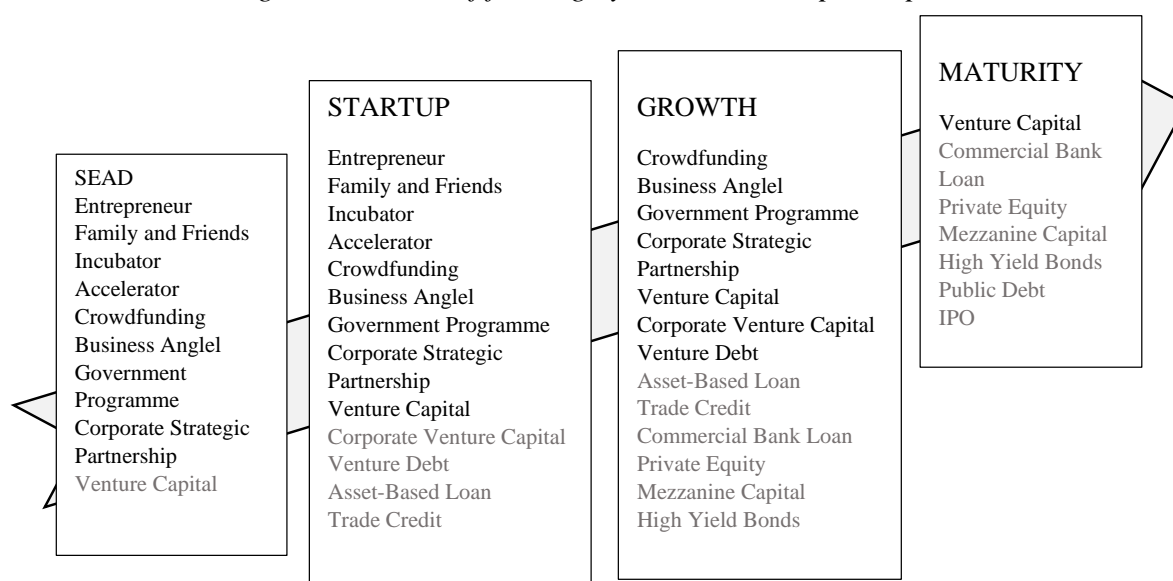 SEAD
Entrepreneur
Family and Friends
Incubator
Accelerator
Crowdfunding
Business Anglel
Government
Programme
Corporate Strategic
Partnership
Venture Capital
STARTUP
Entrepreneur
Family and Friends
Incubator
Accelerator
Crowdfunding
Business Anglel
Government Programme
Corporate Strategic
Partnership
Venture Capital
Corporate Venture Capital
Venture Debt
Asset-Based Loan
Trade Credit
GROWTH
Crowdfunding
Business Anglel
Government Programme
Corporate Strategic
Partnership
Venture Capital
Corporate Venture Capital
Venture Debt
Asset-Based Loan
Trade Credit
Commercial Bank Loan
Private Equity
Mezzanine Capital
High Yield Bonds
MATURITY
Venture Capital
Commercial Bank
Loan
Private Equity
Mezzanine Capital
High Yield Bonds
Public Debt
IPO